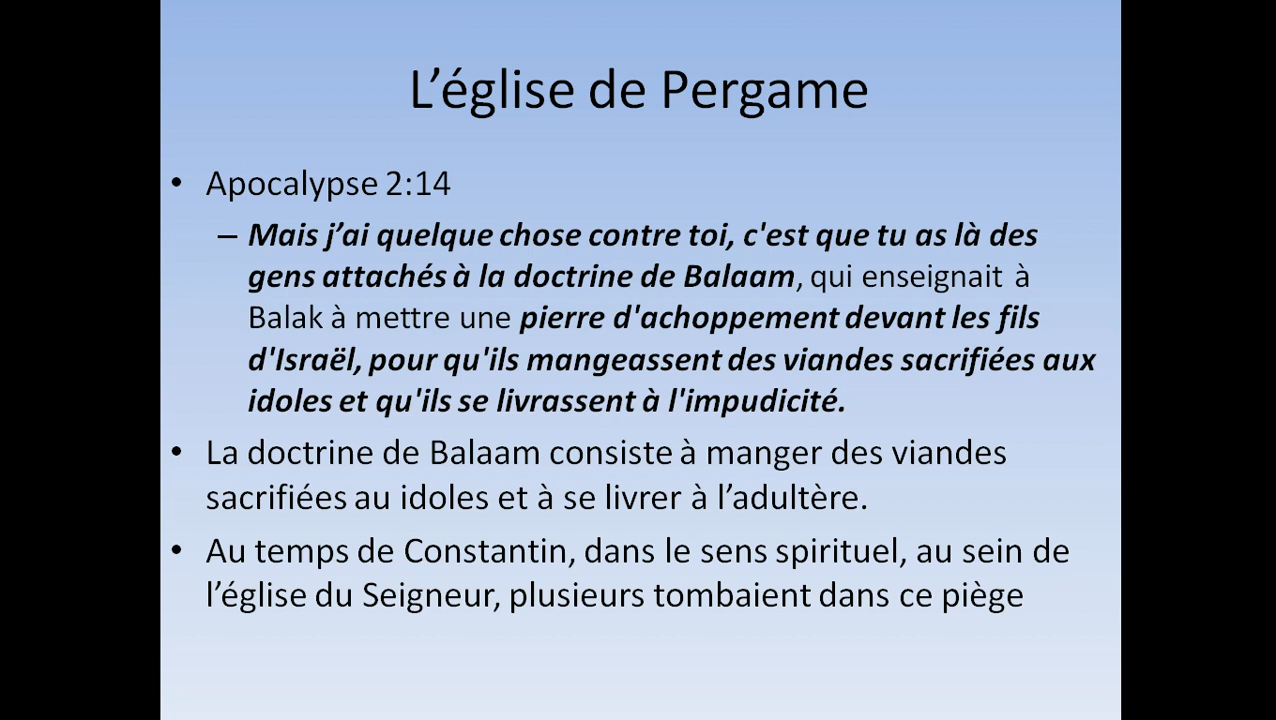 L’église de Pergame
• Apocalypse 2:14
– Mais j’ai quelque chose contre toi, c'est que tu as là des
gens attachés à la doctrine de Balaam, qui enseignait à
Balak à mettre une pierre d'achoppement devant les fils
d'Israël, pour qu'ils mangeassent des viandes sacrifiées aux
idoles et qu'ils se livrassent à l'impudicité.
• La doctrine de Balaam consiste à manger des viandes
sacrifiées au idoles et à se livrer à l’adultère.
• Au temps de Constantin, dans le sens spirituel, au sein de
l’église du Seigneur, plusieurs tombaient dans ce piège